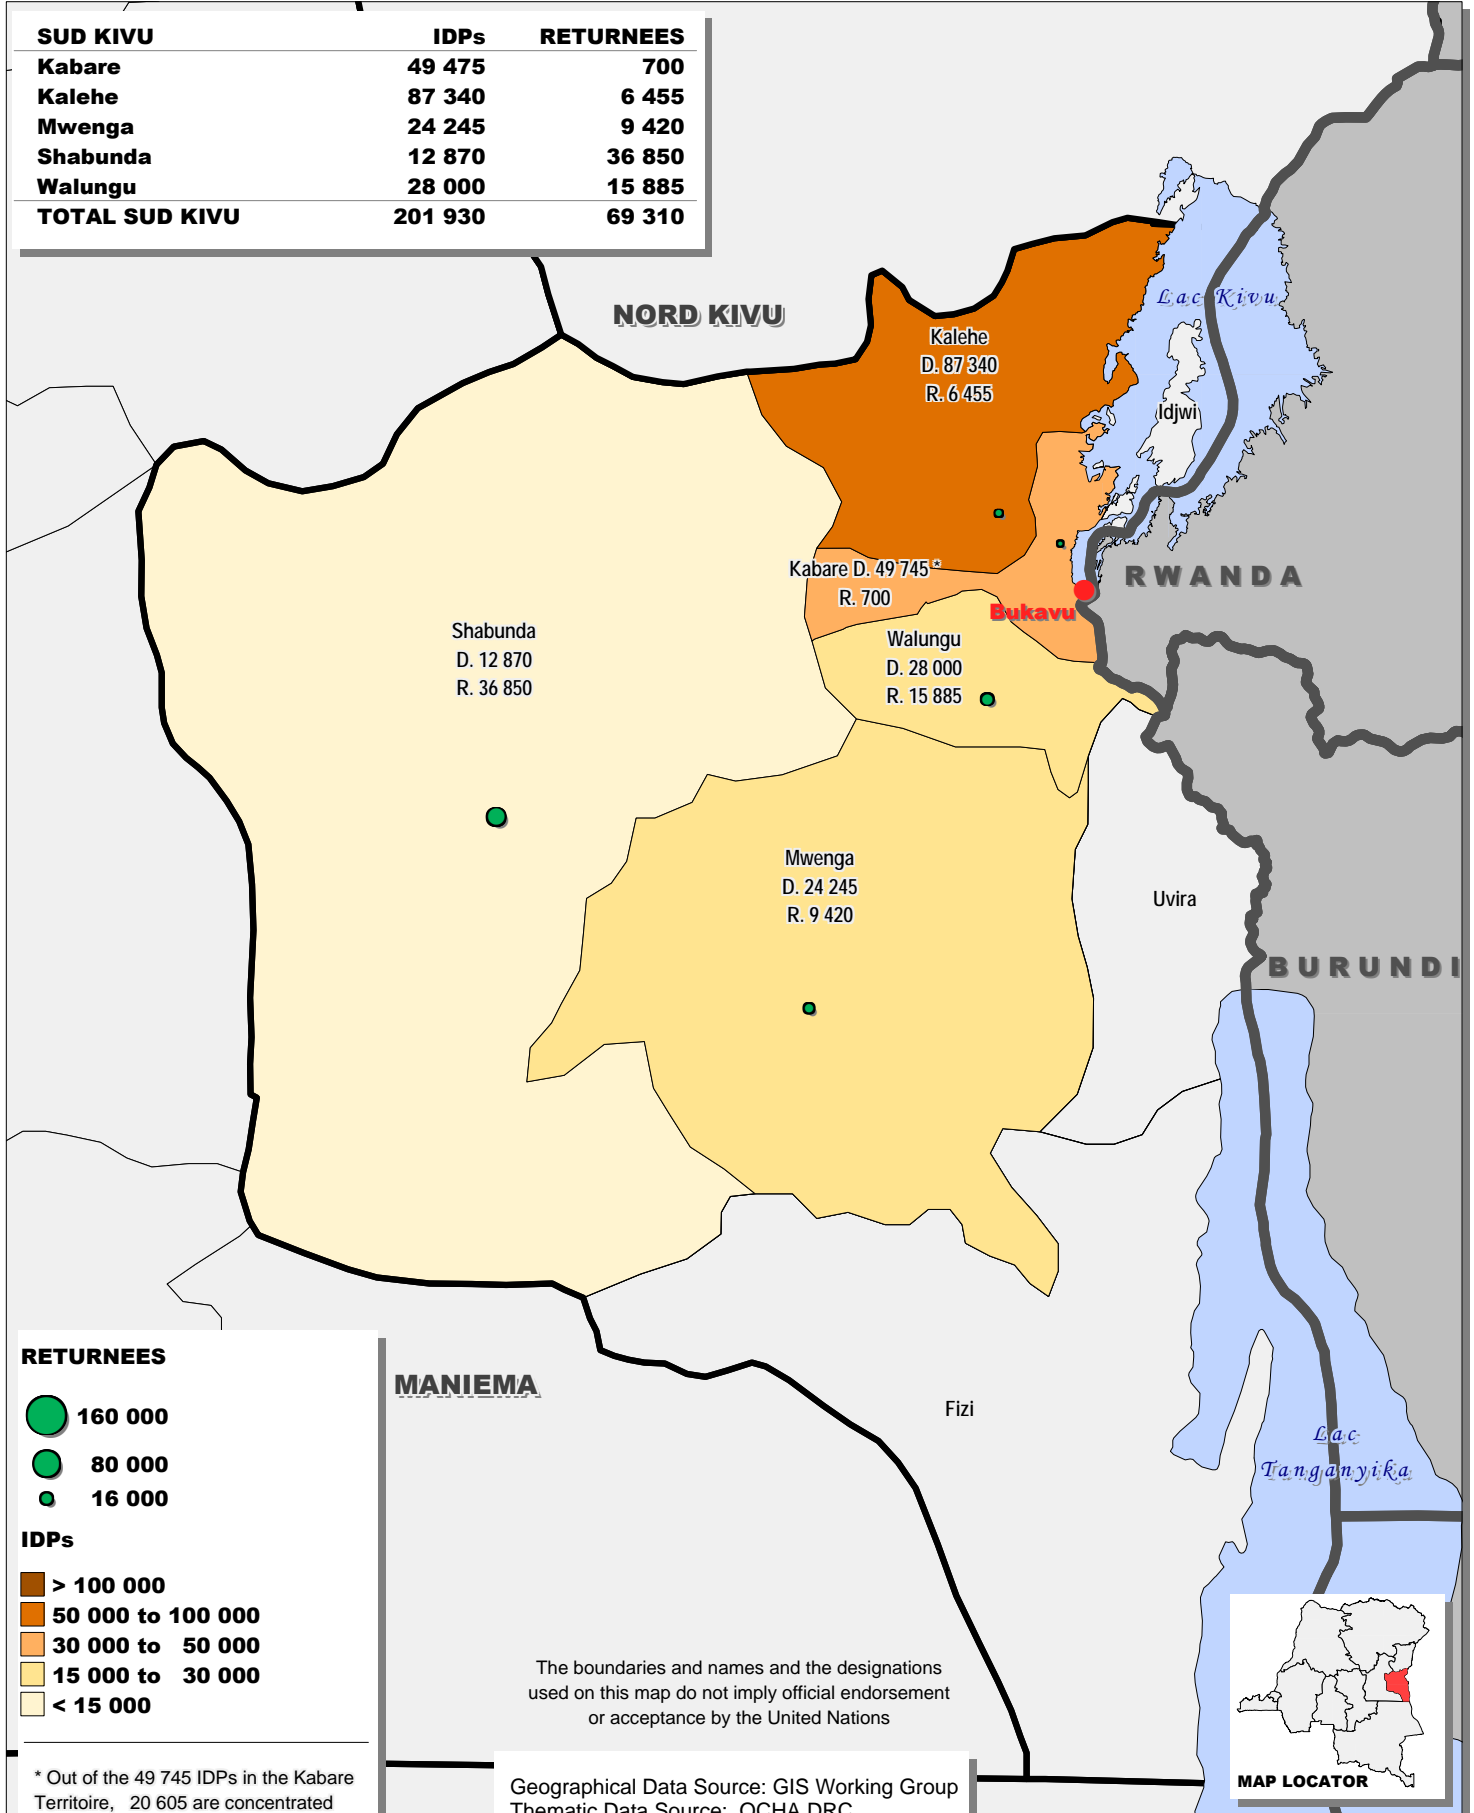 SUD KIVU IDPs RETURNEES
Kabare 49 475 700
Kalehe 87 340 6 455
Mwenga 24 245 9 420
Shabunda 12 870 36 850
Walungu 28 000 15 885
TOTAL SUD KIVU 201 930 69 310
NORD KIVU
Lac Kivu
Kalehe
D. 87 340
R. 6 455
Idjwi
Kabare D. 49 745 *
R. 700
RWANDA
Bukavu
Shabunda
D. 12 870
R. 36 850
Walungu
D. 28 000
R. 15 885
Mwenga
D. 24 245
R. 9 420
Uvira
BURUNDI
MANIEMA
Fizi
Lac
Tanganyika
RETURNEES
160 000
80 000
16 000
IDPs
> 100 000
50 000 to 100 000
30 000 to 50 000
15 000 to 30 000
< 15 000
* Out of the 49 745 IDPs in the Kabare
Territoire, 20 605 are concentrated
The boundaries and names and the designations
used on this map do not imply official endorsement
or acceptance by the United Nations
Geographical Data Source: GIS Working Group
Thematic Data Source: OCHA DRC
MAP LOCATOR